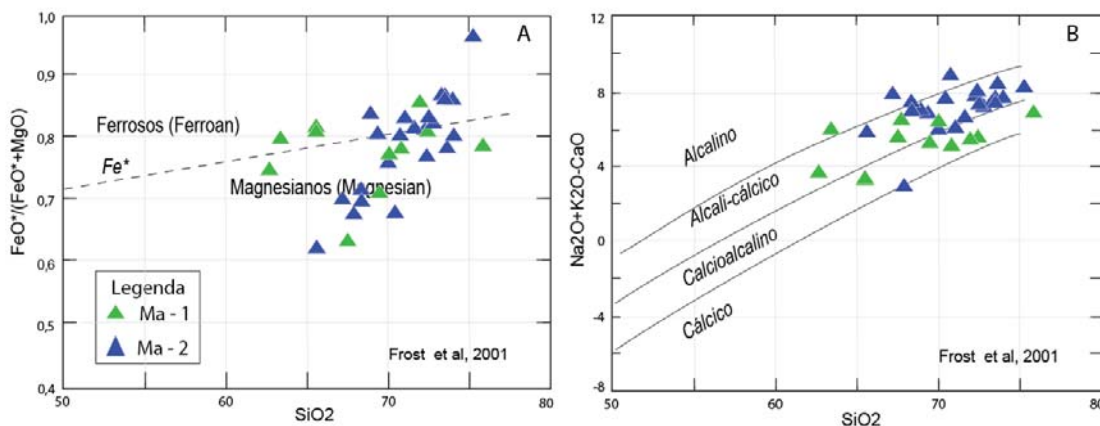 A
1,0
0,9
0,8
0,7
0,6
0,5
0,4
FeO*/(FeO*+MgO)
Ferrosos (Ferroan)
Fe*
Magnesianos (Magnesian)
Legenda
Ma - 1
Ma - 2
Frost et al, 2001
50
60
70
80
SiO2
B
12
8
4
0
-4
-8
Na2O+K2O-CaO
Alcalino
Alcali-cálcico
Calcioalcalino
Cálcico
Frost et al, 2001
50
60
70
80
SiO2